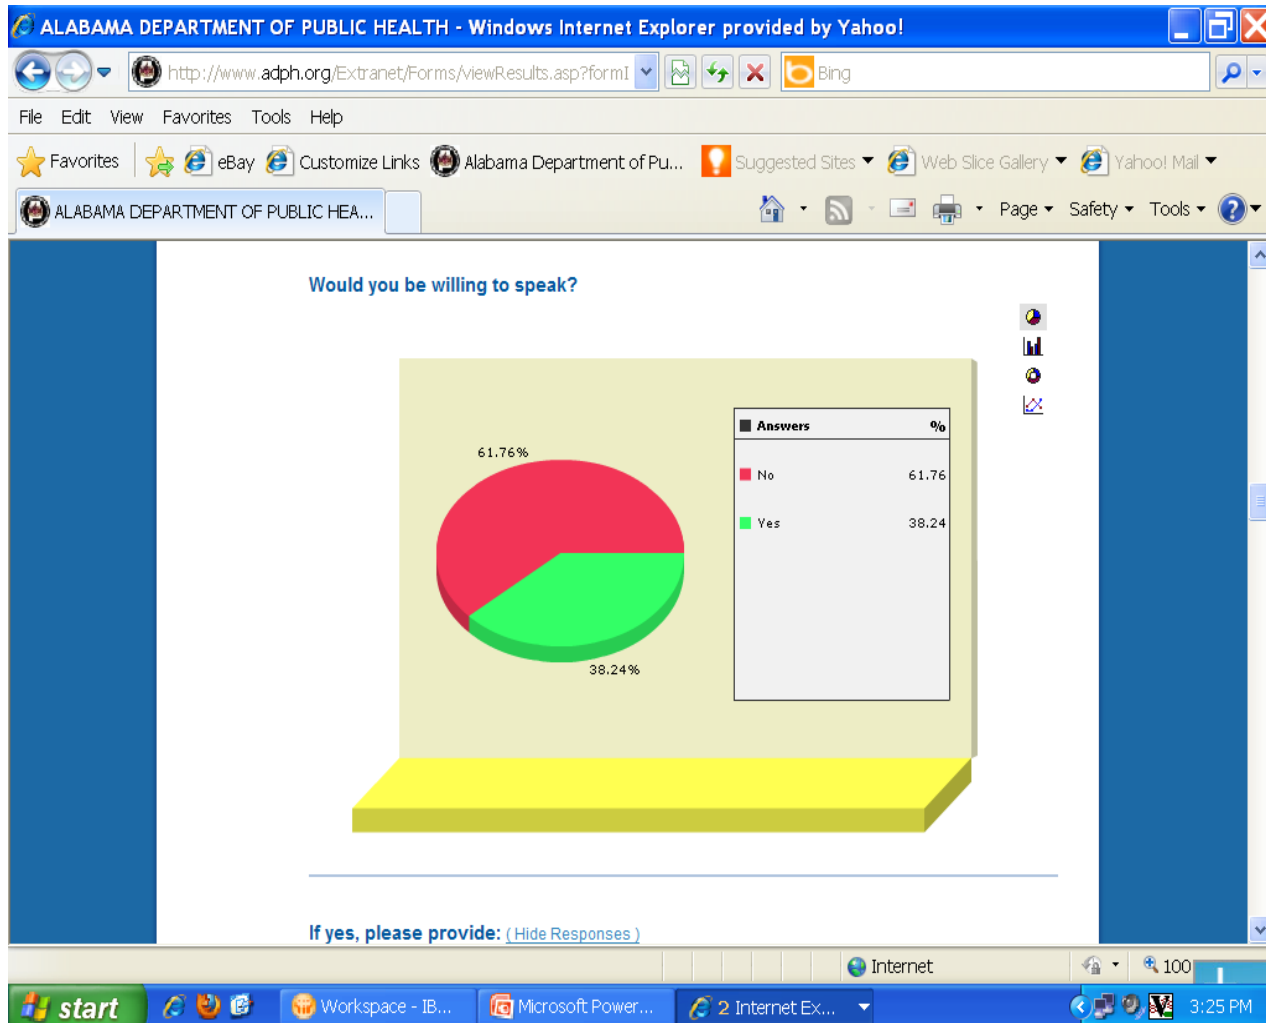 ALABAMA DEPARTMENT OF PUBLIC HEALTH - Windows Internet Explorer provided by Yahoo!
http://www.adph.org/Extranet/Forms/viewResults.asp?formI
Bing
File Edit View Favorites Tools Help
Favorites eBay Customize Links Alabama Department of Pu... Suggested Sites Web Slice Gallery Yahoo! Mail
ALABAMA DEPARTMENT OF PUBLIC HEA... Page Safety Tools
Would you be willing to speak?
Answers %
61.76%
No 61.76
Yes 38.24
38.24%
If yes, please provide: ( Hide Responses )
Internet 100
start Workspace - IB... Microsoft Power... 2 Internet Ex... 3:25 PM